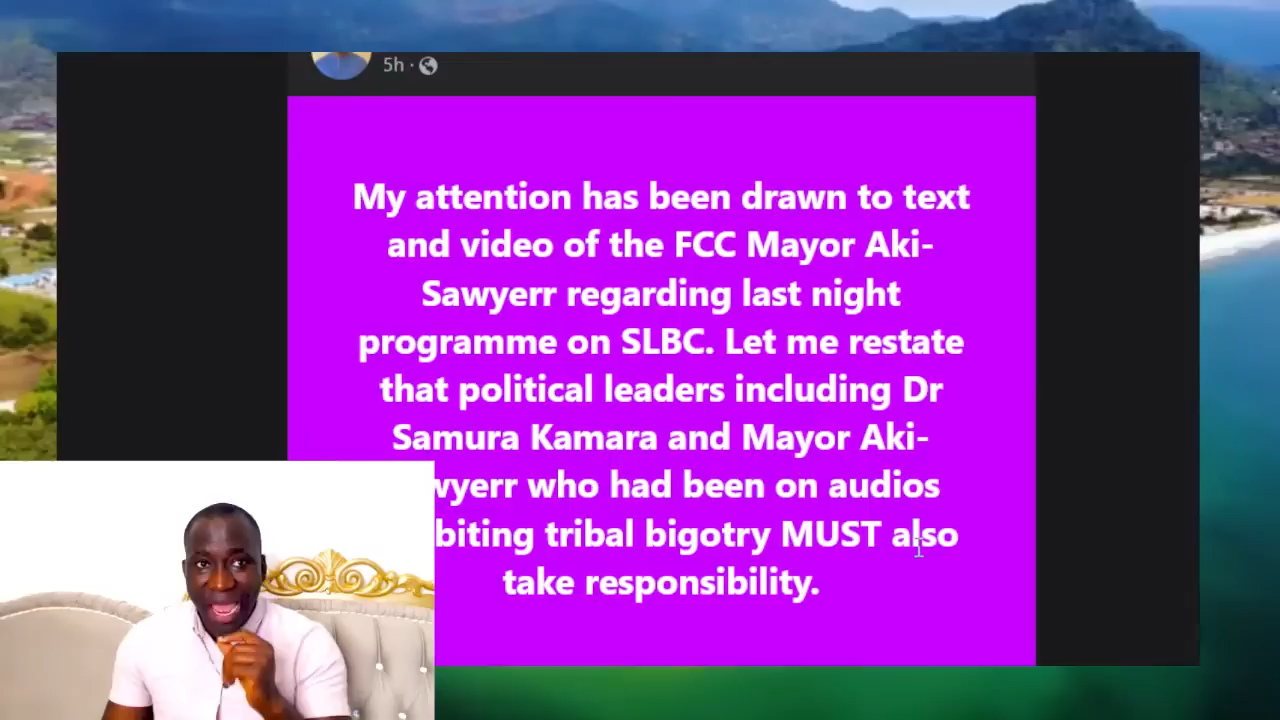 5h ·
My attention has been drawn to text
and video of the FCC Mayor Aki-
Sawyerr regarding last night
programme on SLBC. Let me restate
that political leaders including Dr
Samura Kamara and Mayor Aki-
wyerr who had been on audios
biting tribal bigotry MUST also
take responsibility.